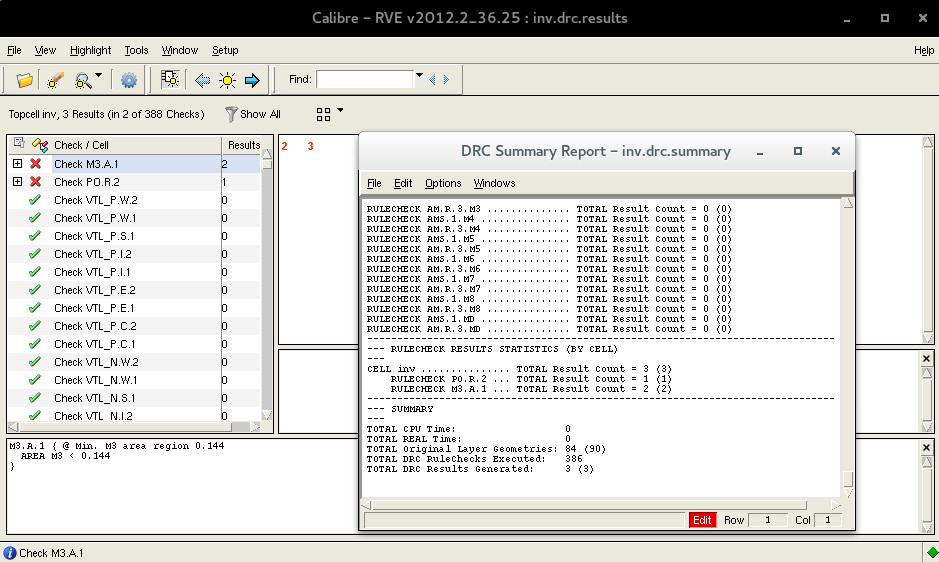 Calibre – RVE v2012.2_36.25 : inv.drc.results
File View Highlight Tools Window Setup Help
Find:
Topcell inv, 3 Results (in 2 of 388 Checks) Show All
Check / Cell Results
Check M3.A.1 2
Check PO.R.2 1
Check VTL_P.W.2 0
Check VTL_P.W.1 0
Check VTL_P.S.1 0
Check VTL_P.I.2 0
Check VTL_P.I.1 0
Check VTL_P.E.2 0
Check VTL_P.E.1 0
Check VTL_P.C.2 0
Check VTL_P.C.1 0
Check VTL_N.W.2 0
Check VTL_N.W.1 0
Check VTL_N.S.1 0
Check VTL_N.I.2 0
2 3
DRC Summary Report – inv.drc.summary
File Edit Options Windows
RULECHECK AM.R.3.M3 .............. TOTAL Result Count = 0 (0)
RULECHECK AMS.1.M4 ............... TOTAL Result Count = 0 (0)
RULECHECK AM.R.3.M4 .............. TOTAL Result Count = 0 (0)
RULECHECK AMS.1.M5 ............... TOTAL Result Count = 0 (0)
RULECHECK AM.R.3.M5 .............. TOTAL Result Count = 0 (0)
RULECHECK AMS.1.M6 ............... TOTAL Result Count = 0 (0)
RULECHECK AM.R.3.M6 .............. TOTAL Result Count = 0 (0)
RULECHECK AMS.1.M7 ............... TOTAL Result Count = 0 (0)
RULECHECK AM.R.3.M7 .............. TOTAL Result Count = 0 (0)
RULECHECK AMS.1.M8 ............... TOTAL Result Count = 0 (0)
RULECHECK AM.R.3.M8 .............. TOTAL Result Count = 0 (0)
RULECHECK AMS.1.MD ............... TOTAL Result Count = 0 (0)
RULECHECK AM.R.3.MD .............. TOTAL Result Count = 0 (0)
----------------------------------------------------------------------------------
--- RULECHECK RESULTS STATISTICS (BY CELL)
---
CELL inv ............... TOTAL Result Count = 3 (3)
RULECHECK PO.R.2 ... TOTAL Result Count = 1 (1)
RULECHECK M3.A.1 ... TOTAL Result Count = 2 (2)
----------------------------------------------------------------------------------
--- SUMMARY
---
TOTAL CPU Time: 0
TOTAL REAL Time: 0
TOTAL Original Layer Geometries: 84 (90)
TOTAL DRC RuleChecks Executed: 386
TOTAL DRC Results Generated: 3 (3)
Edit Row 1 Col 1
M3.A.1 { @ Min. M3 area region 0.144
AREA M3 < 0.144
}
Check M3.A.1